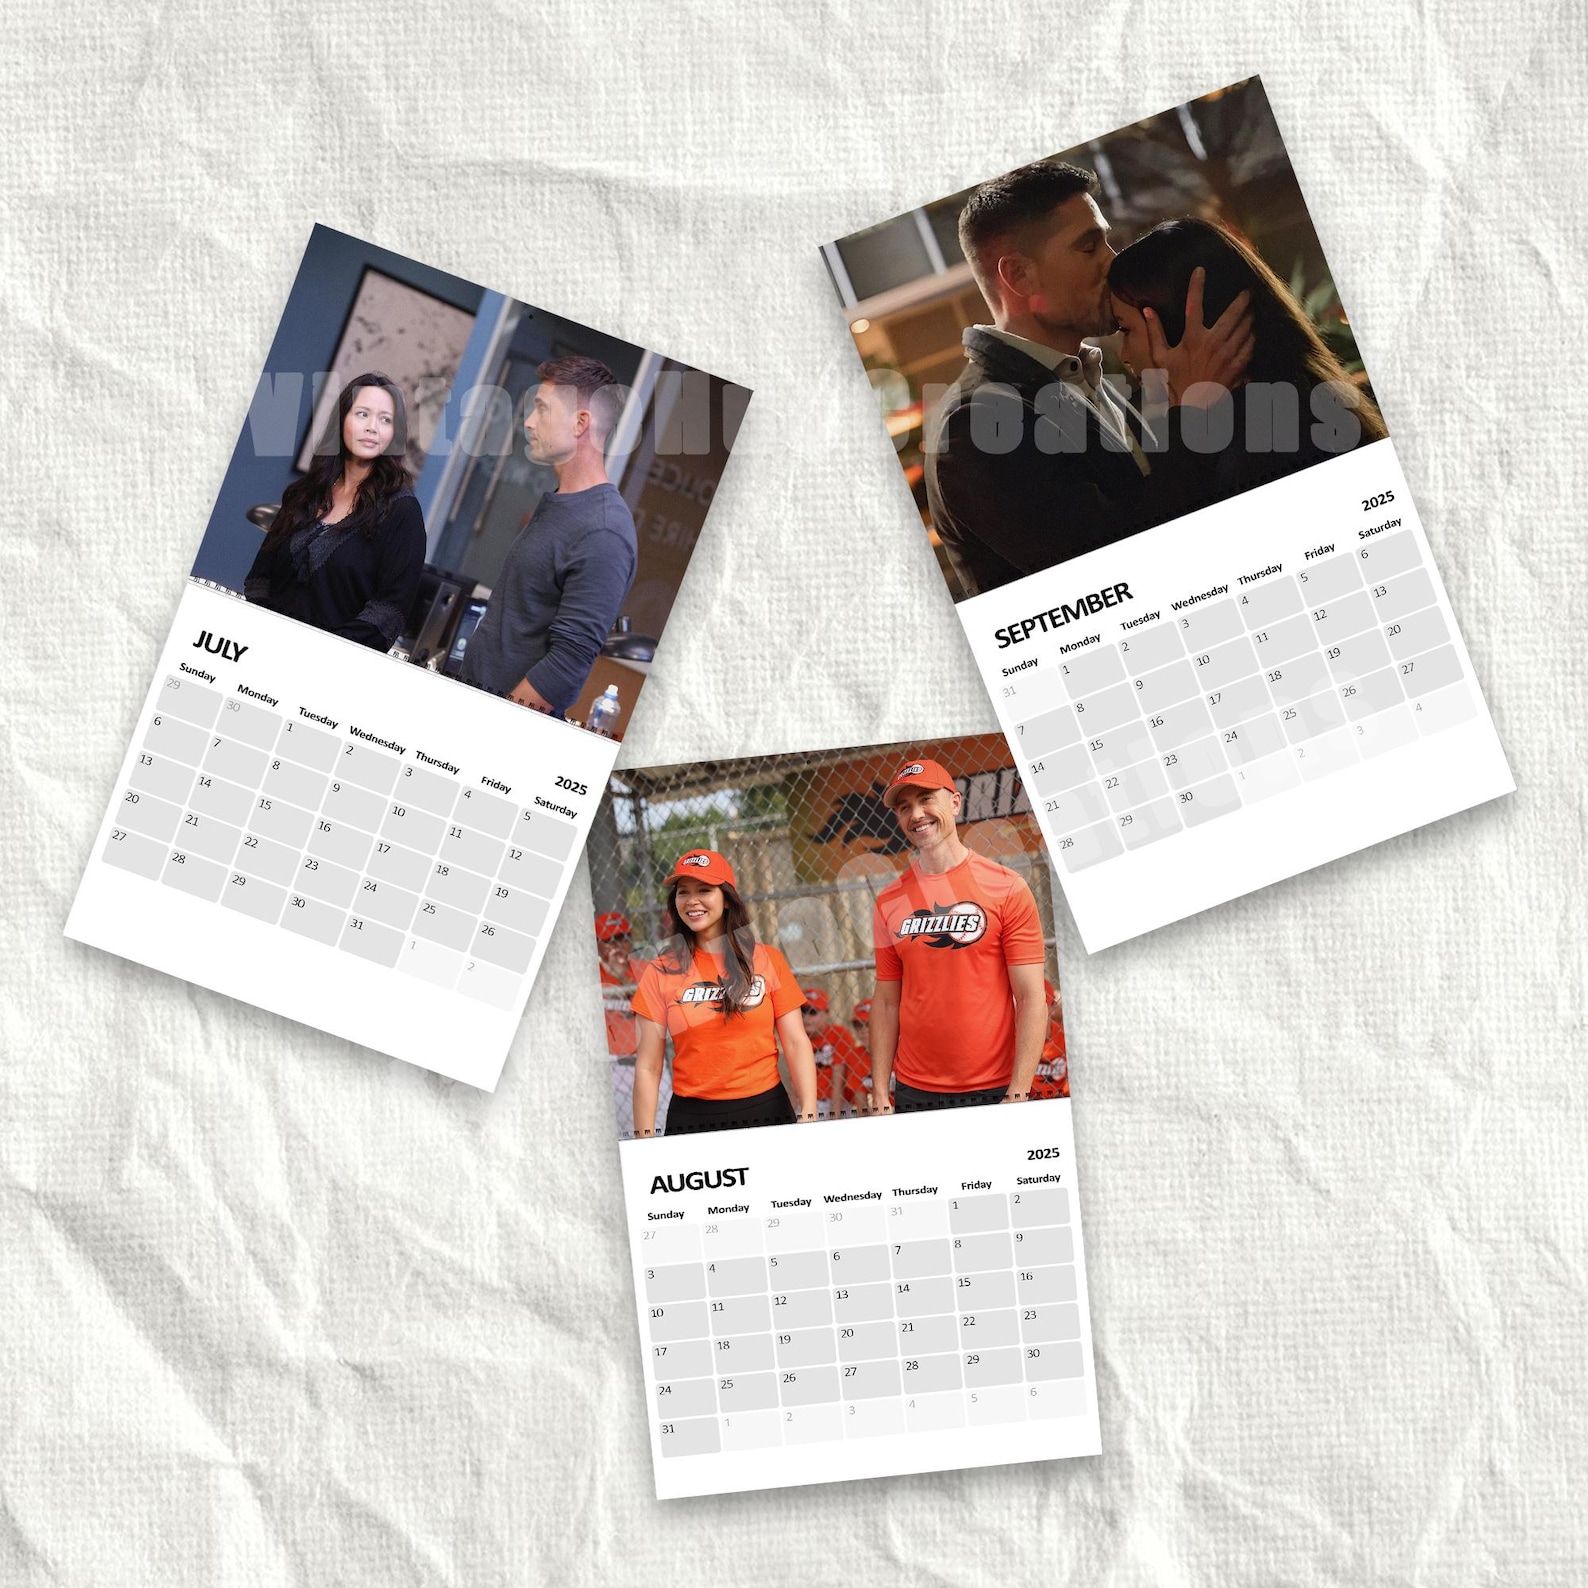 VintageHavenCreations
JULY
2025
Sunday Monday Tuesday Wednesday Thursday Friday Saturday
29 30 1 2 3 4 5
6 7 8 9 10 11 12
13 14 15 16 17 18 19
20 21 22 23 24 25 26
27 28 29 30 31 1 2
2025
SEPTEMBER
Sunday Monday Tuesday Wednesday Thursday Friday Saturday
31 1 2 3 4 5 6
7 8 9 10 11 12 13
14 15 16 17 18 19 20
21 22 23 24 25 26 27
28 29 30 1 2 3 4
GRIZZLIES
GRIZZLIES
2025
AUGUST
Sunday Monday Tuesday Wednesday Thursday Friday Saturday
27 28 29 30 31 1 2
3 4 5 6 7 8 9
10 11 12 13 14 15 16
17 18 19 20 21 22 23
24 25 26 27 28 29 30
31 1 2 3 4 5 6